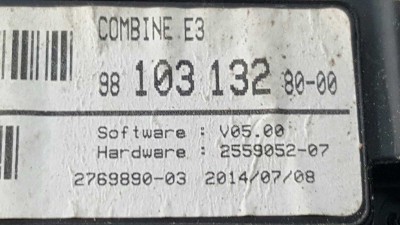 COMBINE E3
98 103 132 80-00
Software : V05.00
Hardware : 2559052-07
2769890-03 2014/07/08